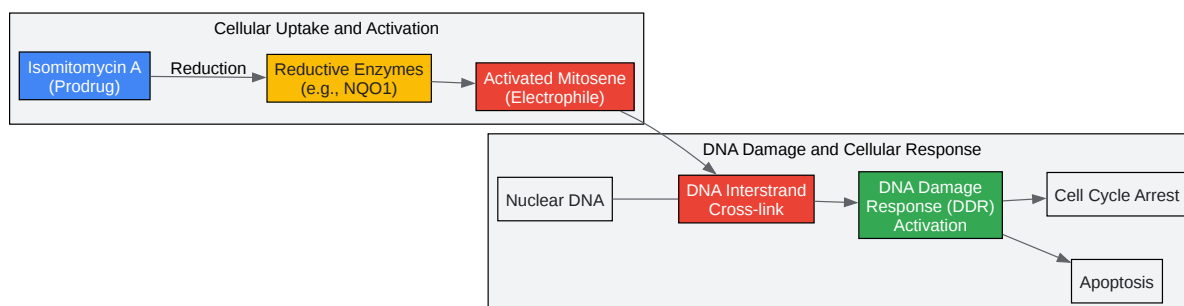 Cellular Uptake and Activation
Isomitomycin A
(Prodrug)
Reduction
Reductive Enzymes
(e.g., NQO1)
Activated Mitosene
(Electrophile)
DNA Damage and Cellular Response
Nuclear DNA
DNA Interstrand
Cross-link
DNA Damage
Response (DDR)
Activation
Cell Cycle Arrest
Apoptosis